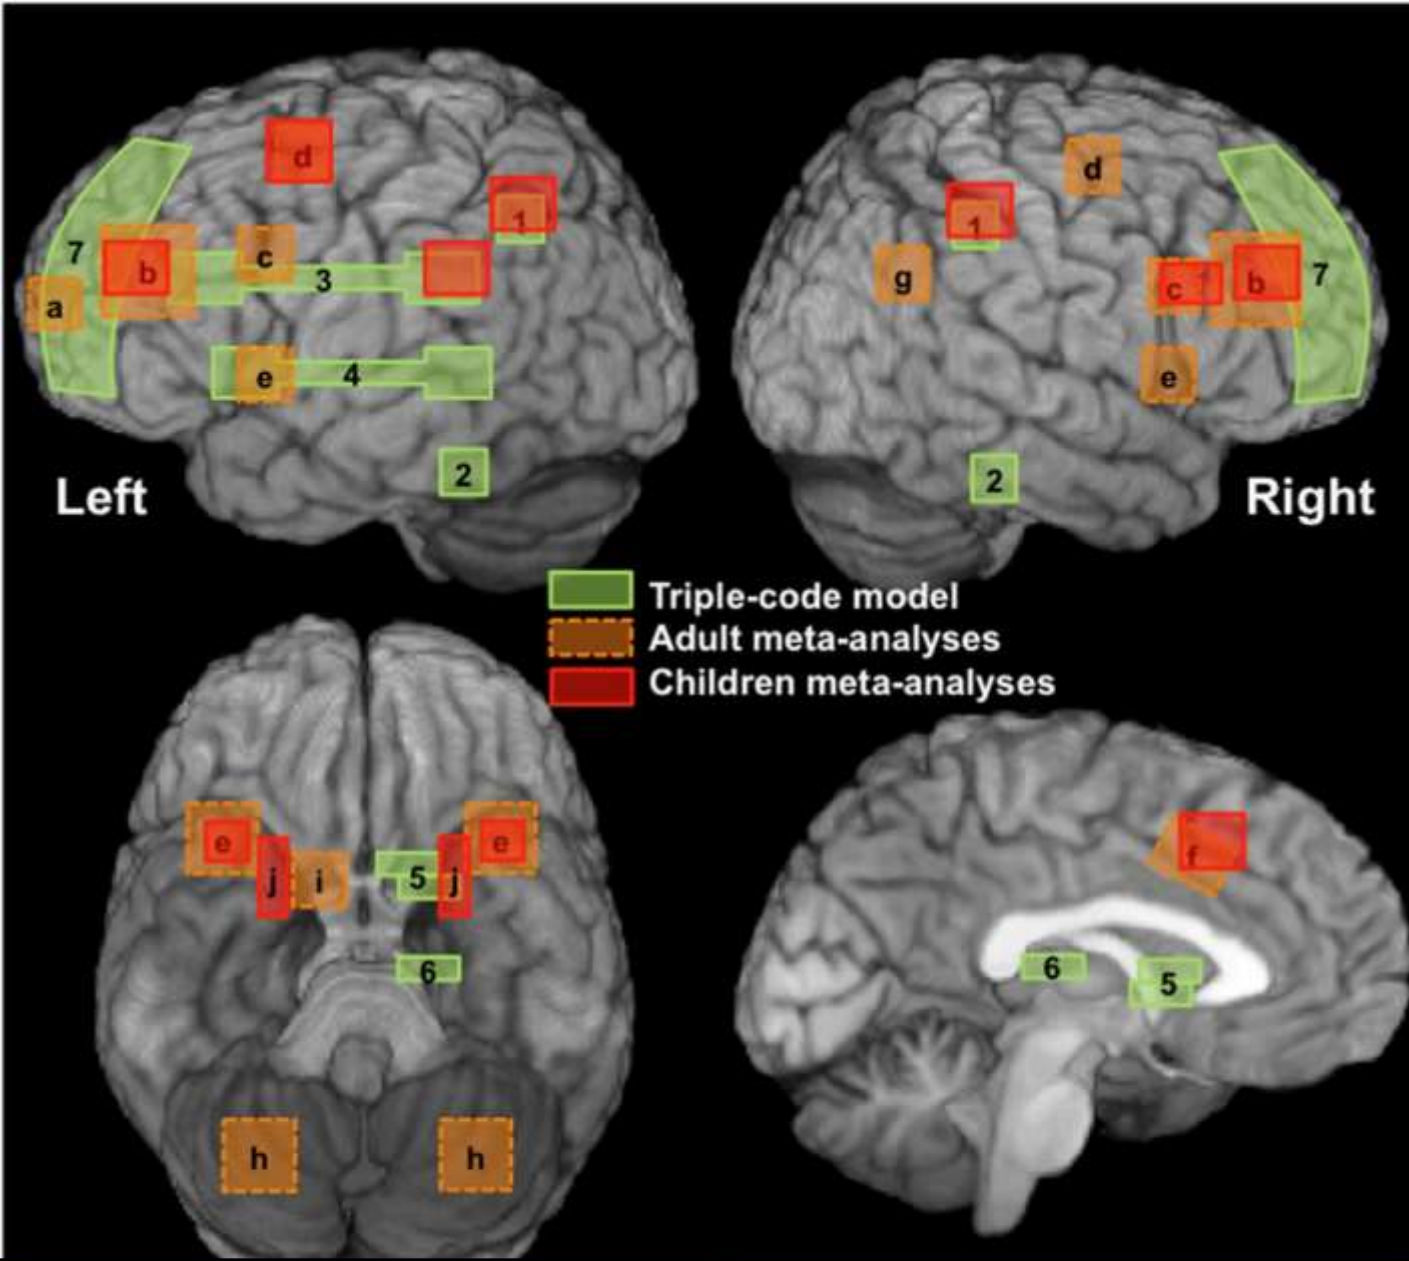 d
d
1
1
7
c
b
3
a
g
7
c
b
e
4
e
2
2
Left
Right
Triple-code model
Adult meta-analyses
Children meta-analyses
e
e
j
i
5
j
f
6
6
5
h
h